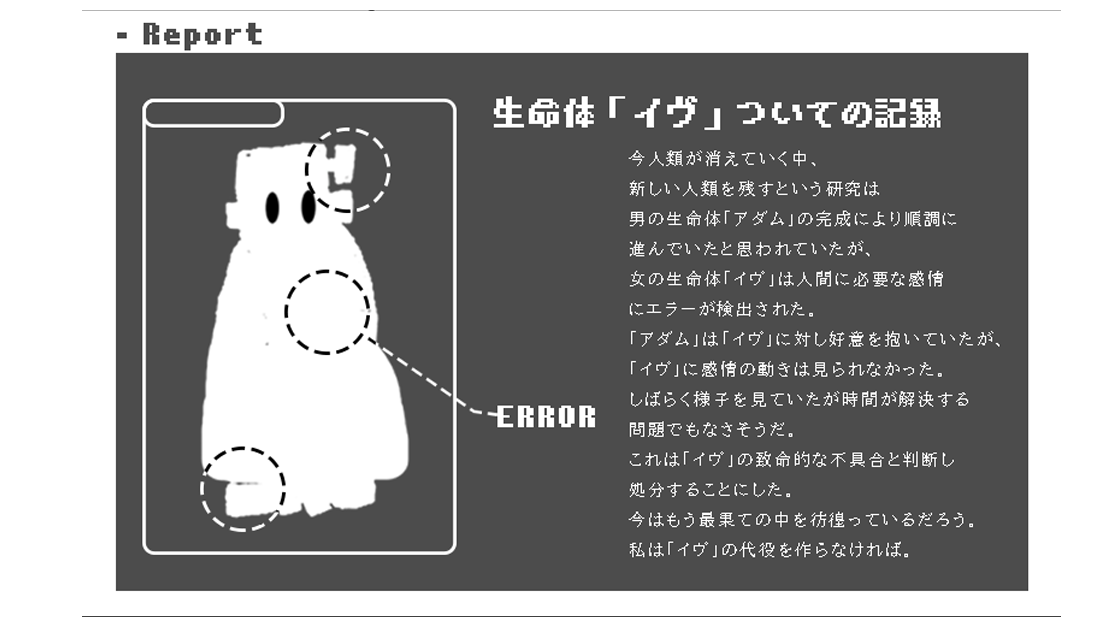 - Report
生命体「イヴ」ついての記録
今人類が消えていく中、
新しい人類を残すという研究は
男の生命体「アダム」の完成により順調に
進んでいたと思われていたが、
女の生命体「イヴ」は人間に必要な感情
にエラーが検出された。
「アダム」は「イヴ」に対し好意を抱いていたが、
「イヴ」に感情の動きは見られなかった。
しばらく様子を見ていたが時間が解決する
問題でもなさそうだ。
これは「イヴ」の致命的な不具合と判断し
処分することにした。
今はもう最果ての中を彷徨っているだろう。
私は「イヴ」の代役を作らなければ。
ERROR